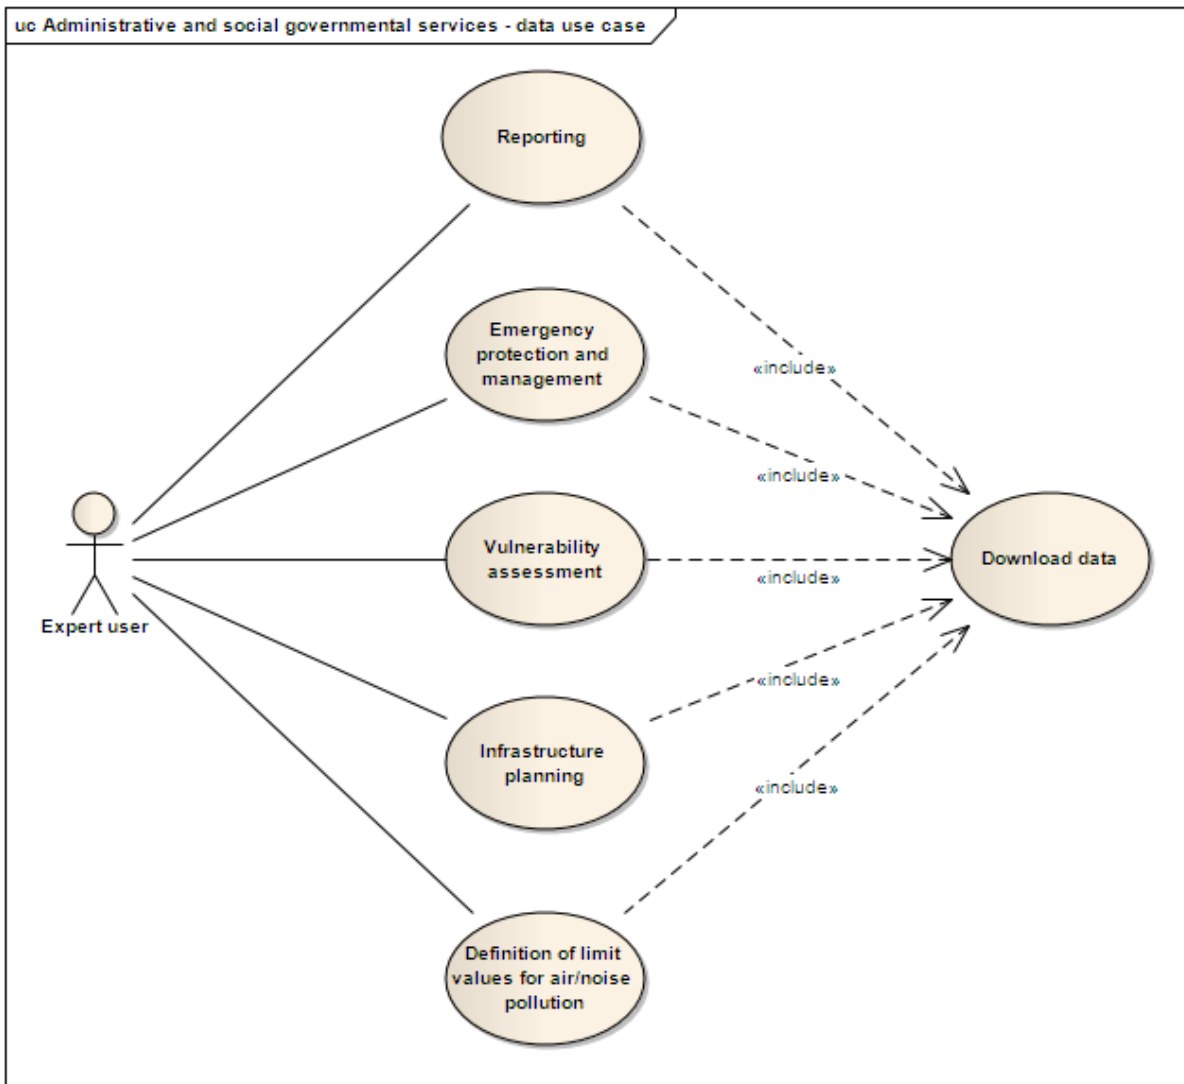 uc Administrative and social governmental services - data use case
Reporting
Emergency
protection and
management
«include»
«include»
Vulnerability
assessment
«include»
Download data
Expert user
«include»
Infrastructure
planning
«include»
Definition of limit
values for air/noise
pollution